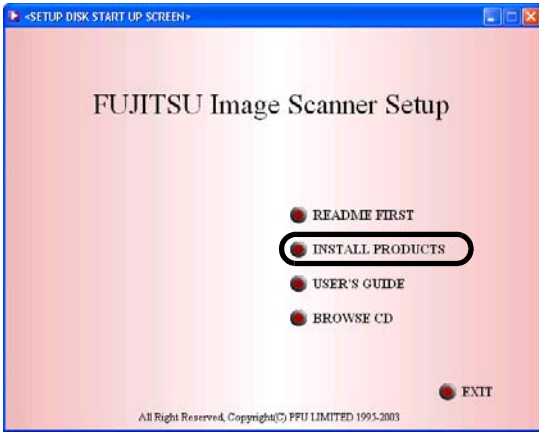 <SETUP DISK START UP SCREEN>
FUJITSU Image Scanner Setup
README FIRST
INSTALL PRODUCTS
USER'S GUIDE
BROWSE CD
EXIT
All Right Reserved, Copyright(C) PFU LIMITED 1995-2003